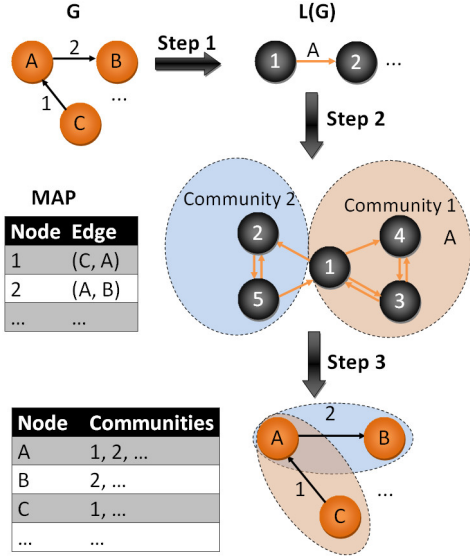 G
L(G)
Step 1
A 2 B
1
C
...
1 A 2 ...
Step 2
MAP
Node Edge
1 (C, A)
2 (A, B)
... ...
Community 2
Community 1
2
4
A
1
5
3
Step 3
Node Communities
A 1, 2, ...
B 2, ...
C 1, ...
... ...
2
A B
1
...
C